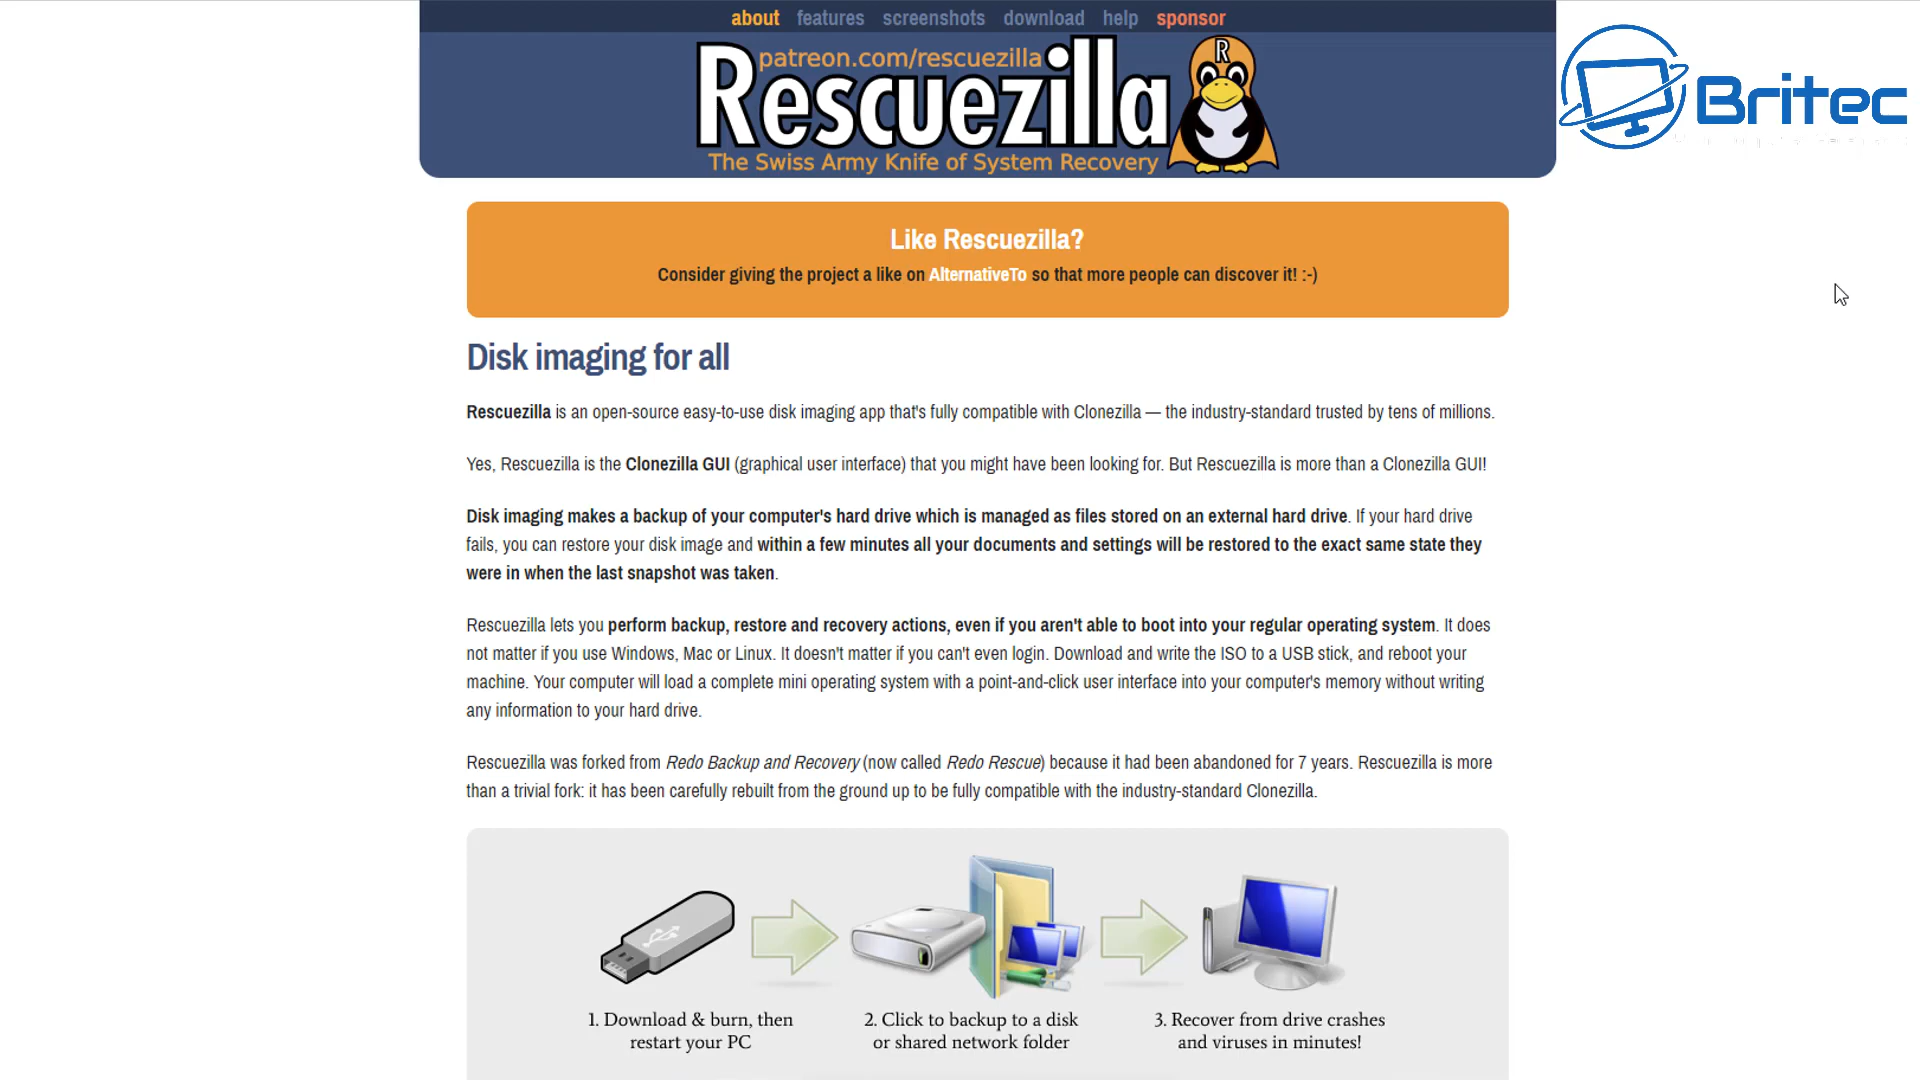 about features screenshots download help sponsor
patreon.com/rescuezilla
Rescuezilla
R
The Swiss Army Knife of System Recovery
Britec
Like Rescuezilla?
Consider giving the project a like on AlternativeTo so that more people can discover it! :-)
Disk imaging for all
Rescuezilla is an open-source easy-to-use disk imaging app that's fully compatible with Clonezilla — the industry-standard trusted by tens of millions.
Yes, Rescuezilla is the Clonezilla GUI (graphical user interface) that you might have been looking for. But Rescuezilla is more than a Clonezilla GUI!
Disk imaging makes a backup of your computer's hard drive which is managed as files stored on an external hard drive. If your hard drive
fails, you can restore your disk image and within a few minutes all your documents and settings will be restored to the exact same state they
were in when the last snapshot was taken.
Rescuezilla lets you perform backup, restore and recovery actions, even if you aren't able to boot into your regular operating system. It does
not matter if you use Windows, Mac or Linux. It doesn't matter if you can't even login. Download and write the ISO to a USB stick, and reboot your
machine. Your computer will load a complete mini operating system with a point-and-click user interface into your computer's memory without writing
any information to your hard drive.
Rescuezilla was forked from Redo Backup and Recovery (now called Redo Rescue) because it had been abandoned for 7 years. Rescuezilla is more
than a trivial fork: it has been carefully rebuilt from the ground up to be fully compatible with the industry-standard Clonezilla.
1. Download & burn, then
restart your PC
2. Click to backup to a disk
or shared network folder
3. Recover from drive crashes
and viruses in minutes!